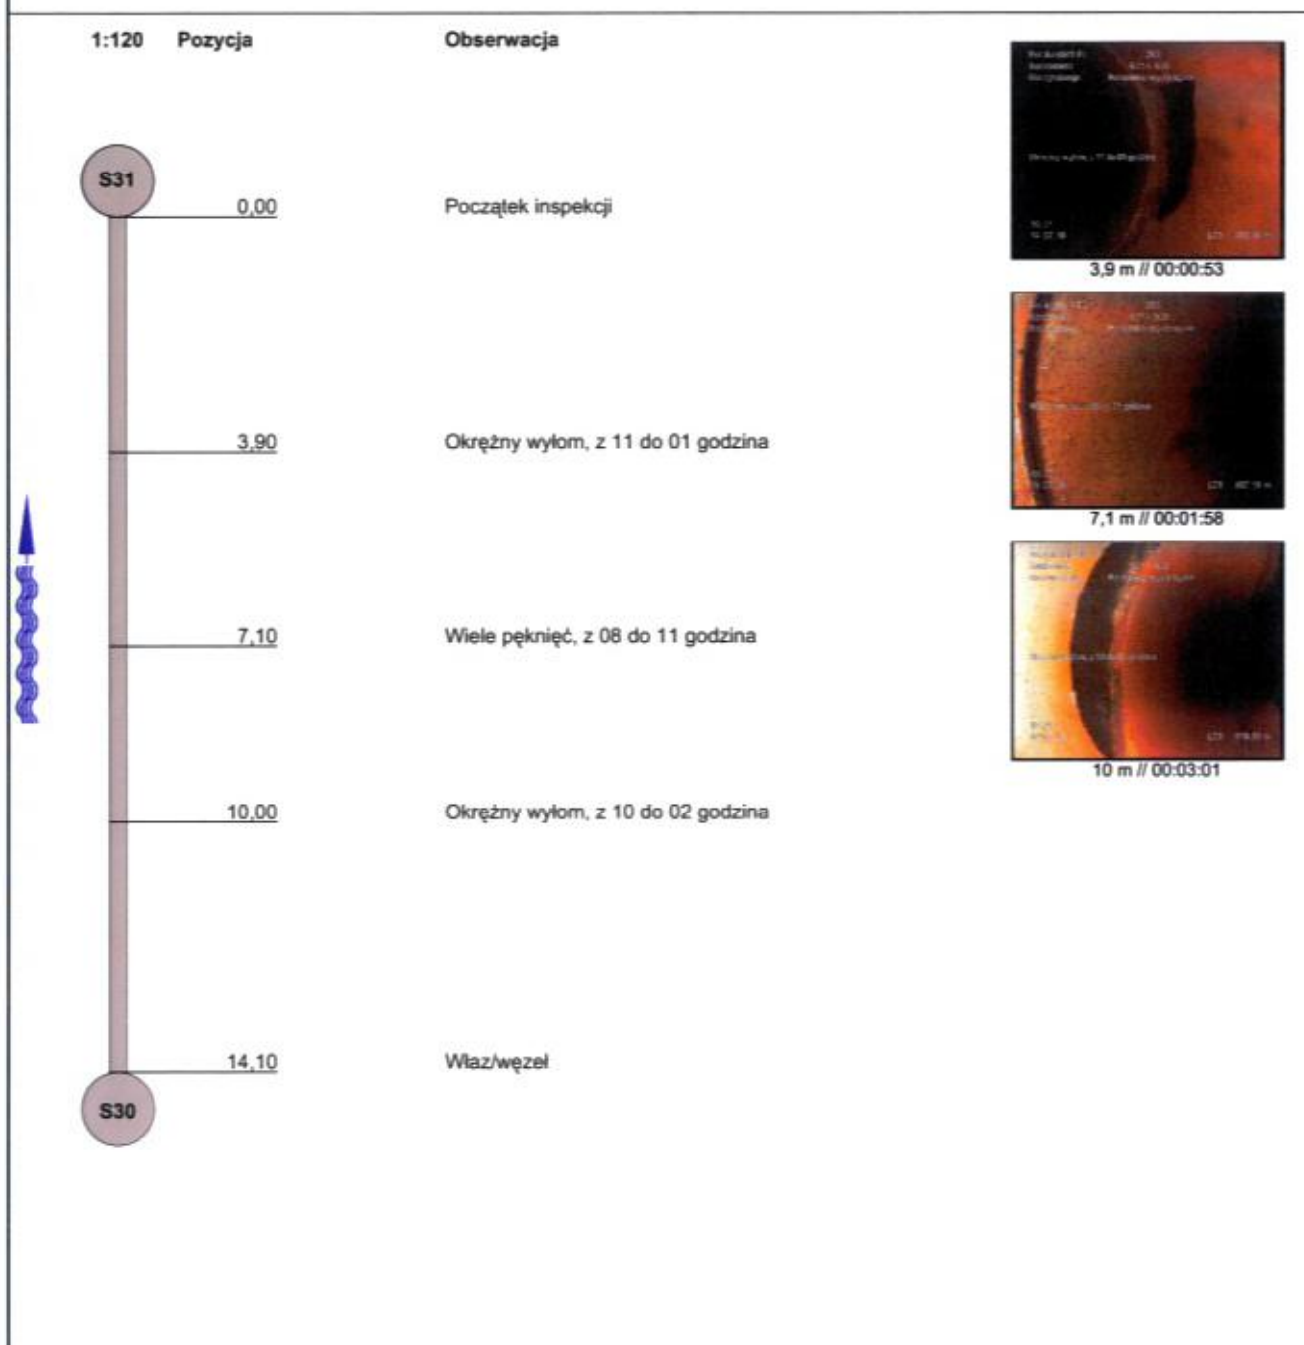 1:120 Pozycja Obserwacja
S31
0,00 Początek inspekcji
3,9 m // 00:00:53
3,90 Okrężny wyłom, z 11 do 01 godzina
7,1 m // 00:01:58
7,10 Wiele pęknięć, z 08 do 11 godzina
10 m // 00:03:01
10,00 Okrężny wyłom, z 10 do 02 godzina
14,10 Właz/węzeł
S30